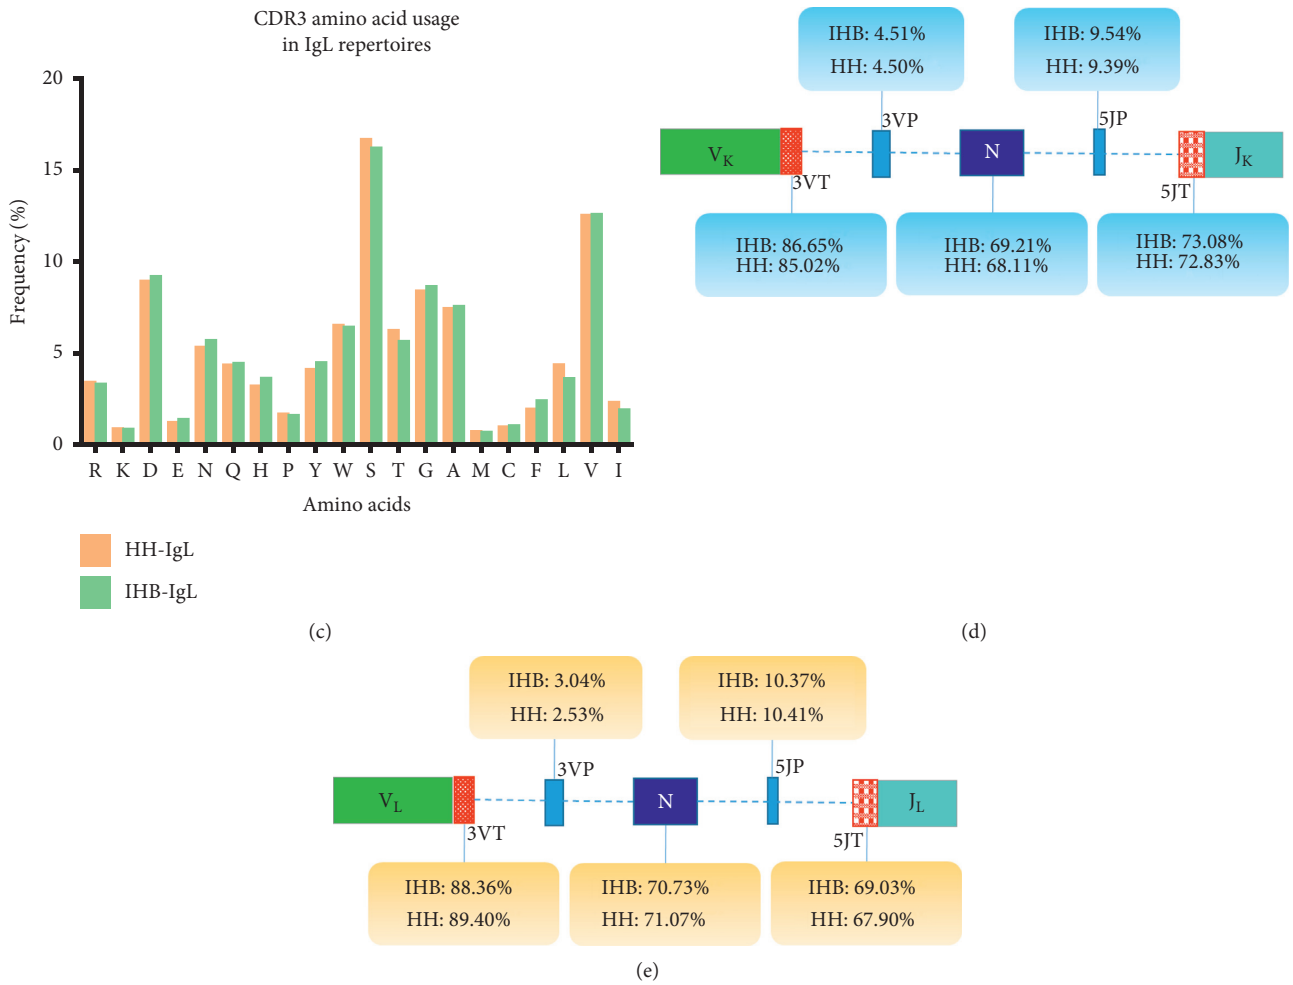 CDR3 amino acid usage
in IgL repertoires
Frequency (%)
20
15
10
5
0
R K D E N Q H P Y W S T G A M C F L V I
Amino acids
HH-IgL
IHB-IgL
(c)
IHB: 4.51%
HH: 4.50%
IHB: 9.54%
HH: 9.39%
3VP
5JP
VK
N
JK
3VT
5JT
IHB: 86.65%
HH: 85.02%
IHB: 69.21%
HH: 68.11%
IHB: 73.08%
HH: 72.83%
(d)
IHB: 3.04%
HH: 2.53%
IHB: 10.37%
HH: 10.41%
3VP
5JP
VL
N
JL
3VT
5JT
IHB: 88.36%
HH: 89.40%
IHB: 70.73%
HH: 71.07%
IHB: 69.03%
HH: 67.90%
(e)